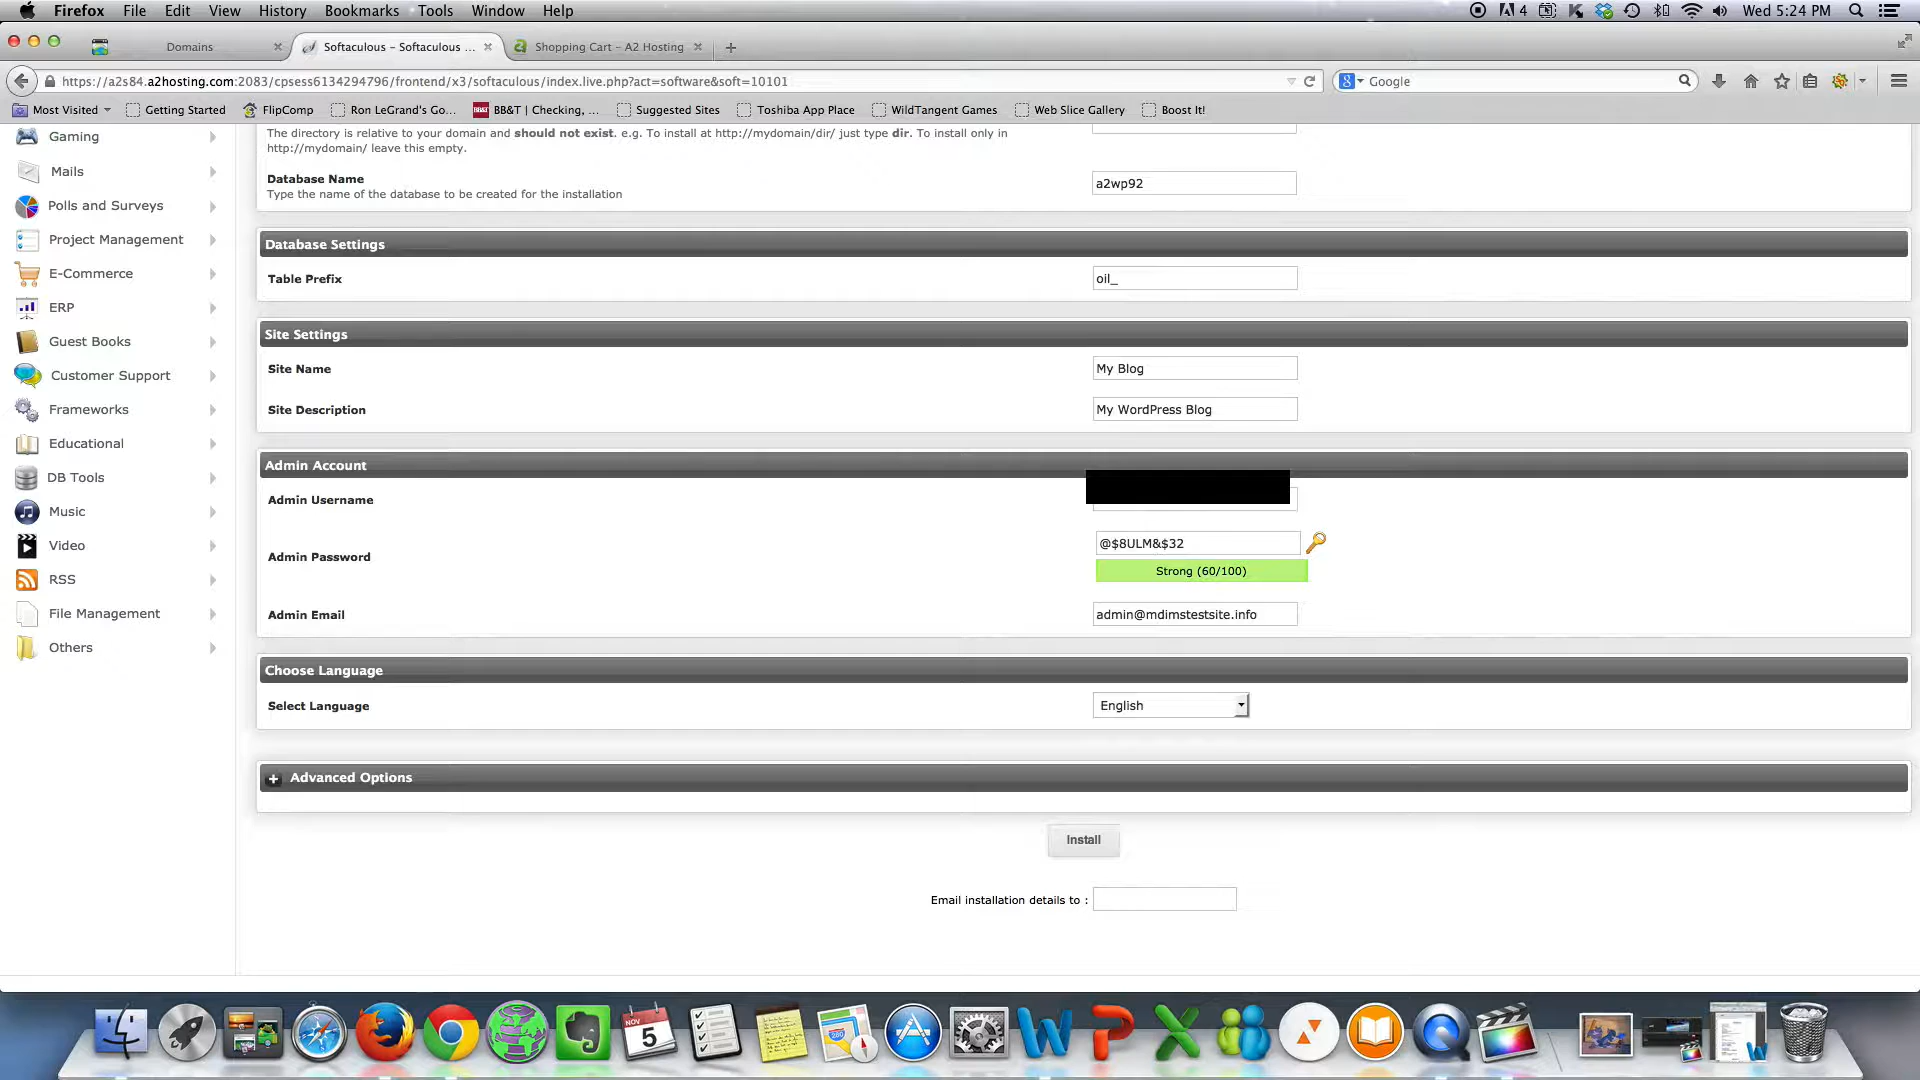 Firefox File Edit View History Bookmarks Tools Window Help 4 Wed 5:24 PM
Domains Softaculous - Softaculous ... Shopping Cart - A2 Hosting
https://a2s84.a2hosting.com:2083/cpsess6134294796/frontend/x3/softaculous/index.live.php?act=software&soft=10101 Google
Most Visited Getting Started FlipComp Ron LeGrand's Go... BB&T | Checking, ... Suggested Sites Toshiba App Place WildTangent Games Web Slice Gallery Boost It!
Gaming
Mails
Polls and Surveys
Project Management
E-Commerce
ERP
Guest Books
Customer Support
Frameworks
Educational
DB Tools
Music
Video
RSS
File Management
Others
The directory is relative to your domain and should not exist. e.g. To install at http://mydomain/dir/ just type dir. To install only in
http://mydomain/ leave this empty.
Database Name
Type the name of the database to be created for the installation
a2wp92
Database Settings
Table Prefix oil_
Site Settings
Site Name My Blog
Site Description My WordPress Blog
Admin Account
Admin Username
Admin Password @$8ULM&$32
Strong (60/100)
Admin Email admin@mdimstestsite.info
Choose Language
Select Language English
Advanced Options
Install
Email installation details to :
NOV
5